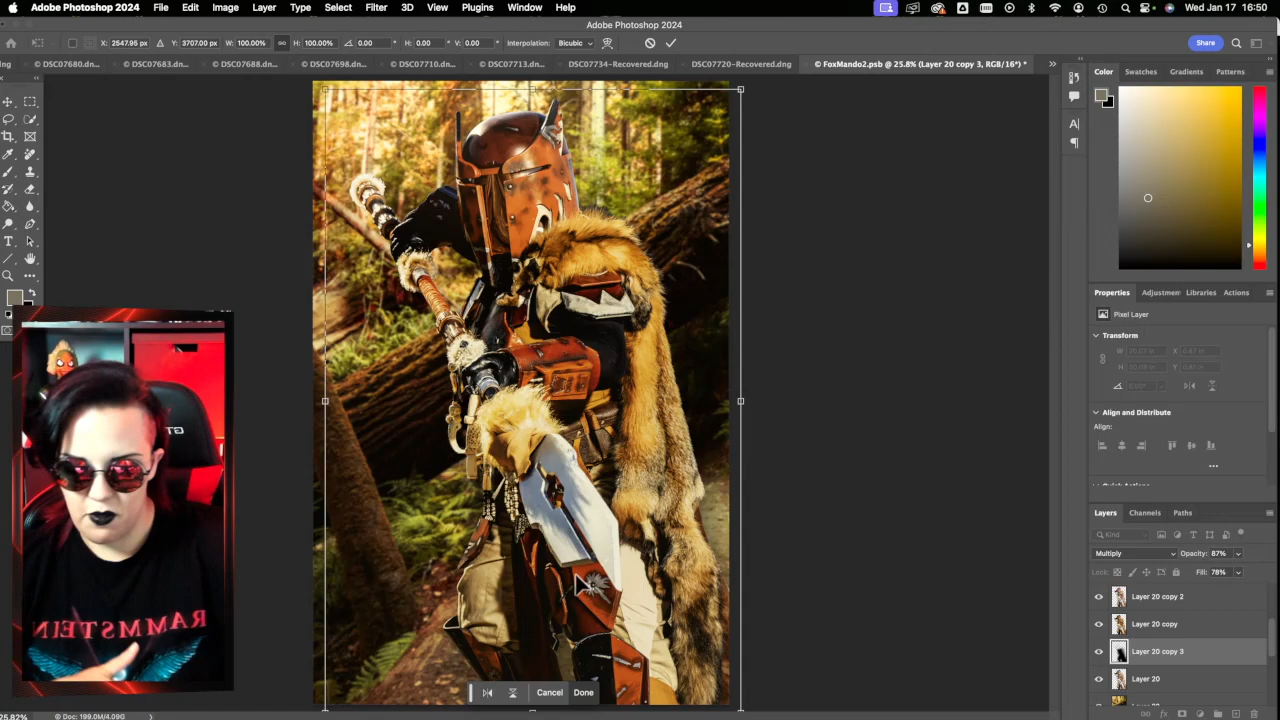 Adobe Photoshop 2024 File Edit Image Layer Type Select Filter View Plugins Window Help Wed Jan 17 16:50
Adobe Photoshop 2024
X: 2547.95 px Y: 3707.00 px W: 100.00% H: 100.00% 0.00 ° H: 0.00 ° V: 0.00 ° Interpolation: Bicubic Share
© DSC07680.dn... © DSC07683.dn... © DSC07688.dn... © DSC07698.dn... © DSC07710.dn... © DSC07713.dn... DSC07734-Recovered.dng DSC07720-Recovered.dng © FoxMando2.psb @ 25.8% (Layer 20 copy 3, RGB/16*) *
Color Swatches Gradients Patterns
Properties Adjustmen Libraries Actions
Pixel Layer
Transform
Align and Distribute
Align:
GT
RAMMSTEIN
Layers Channels Paths
Kind
Multiply Opacity: 87%
Lock: Fill: 78%
Layer 20 copy 2
Layer 20 copy
Layer 20 copy 3
Layer 20
Cancel Done
25.82% Doc: 199.0M/4.09G